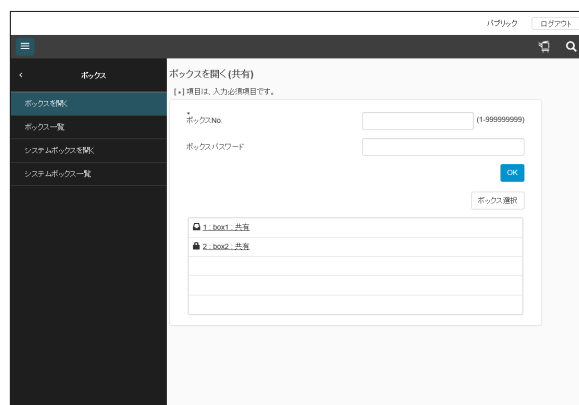 パブリック ログアウト
ボックス
ボックスを開く
ボックス一覧
システムボックスを開く
システムボックス一覧
ボックスを開く(共有)
[*]項目は、入力必須項目です。
*
ボックスNo. (1-999999999)
ボックスパスワード
OK
ボックス選択
1 : box1 : 共有
2 : box2 : 共有